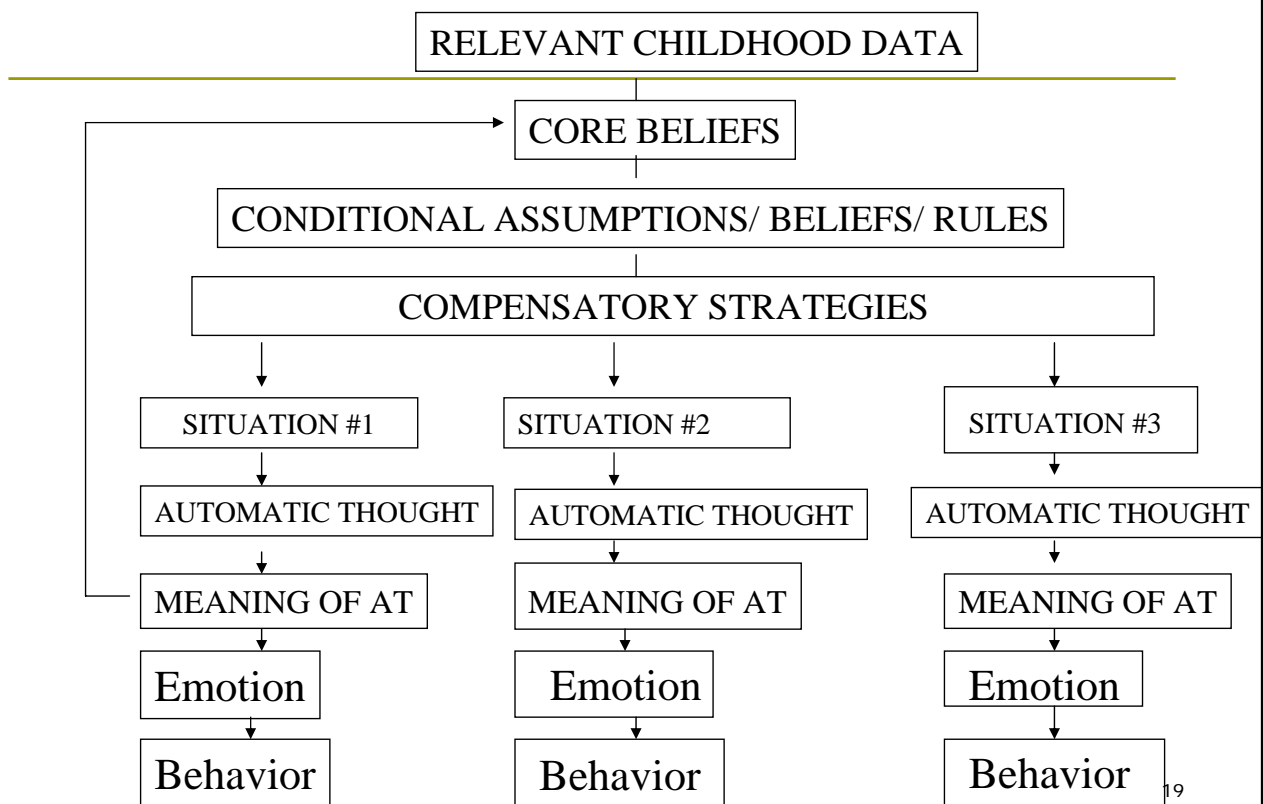 RELEVANT CHILDHOOD DATA
CORE BELIEFS
CONDITIONAL ASSUMPTIONS/ BELIEFS/ RULES
COMPENSATORY STRATEGIES
SITUATION #1
SITUATION #2
SITUATION #3
AUTOMATIC THOUGHT
AUTOMATIC THOUGHT
AUTOMATIC THOUGHT
MEANING OF AT
MEANING OF AT
MEANING OF AT
Emotion
Emotion
Emotion
Behavior
Behavior
Behavior
19